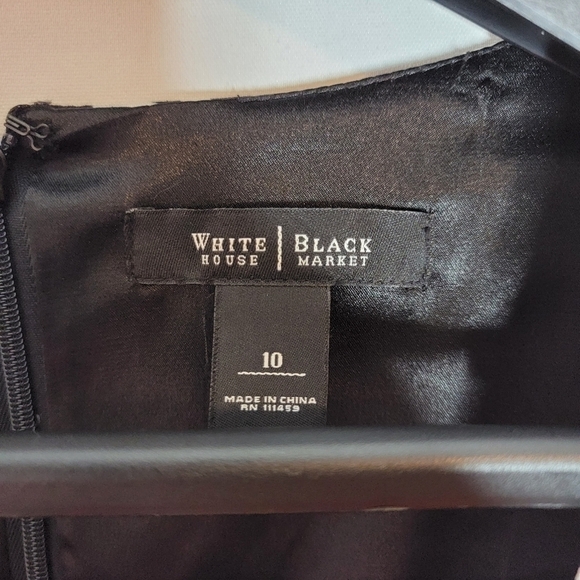 WHITE | BLACK
HOUSE | MARKET
10
MADE IN CHINA
RN 111459